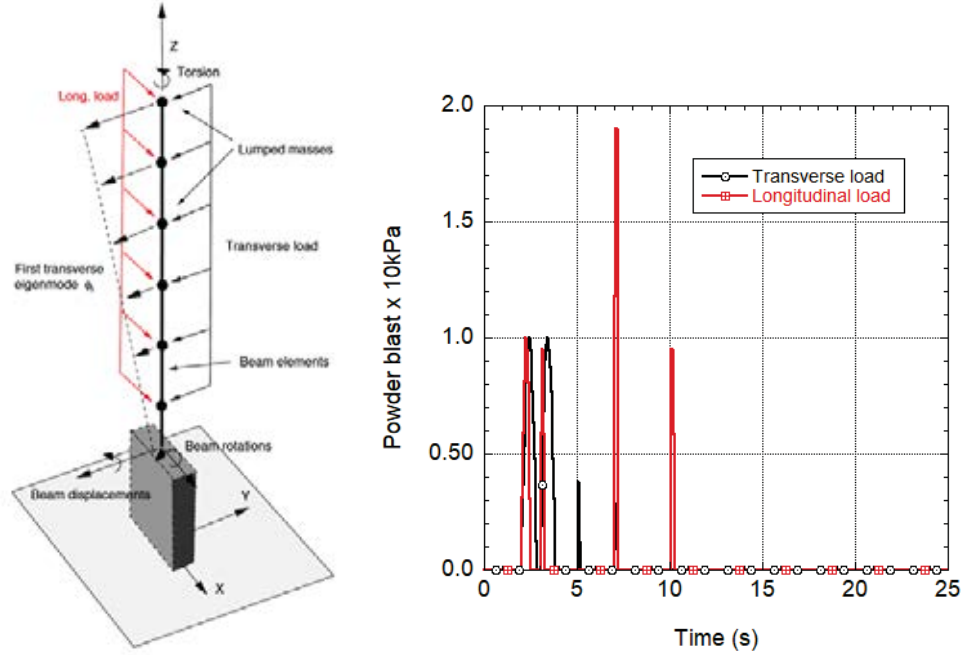 Z
Torsion
Long. load
Lumped masses
Transverse load
First transverse
eigenmode ϕ₁
Beam elements
Beam rotations
Beam displacements
Y
X
2.0
1.5
1.0
0.50
0.0
Powder blast x 10kPa
Transverse load
Longitudinal load
0 5 10 15 20 25
Time (s)